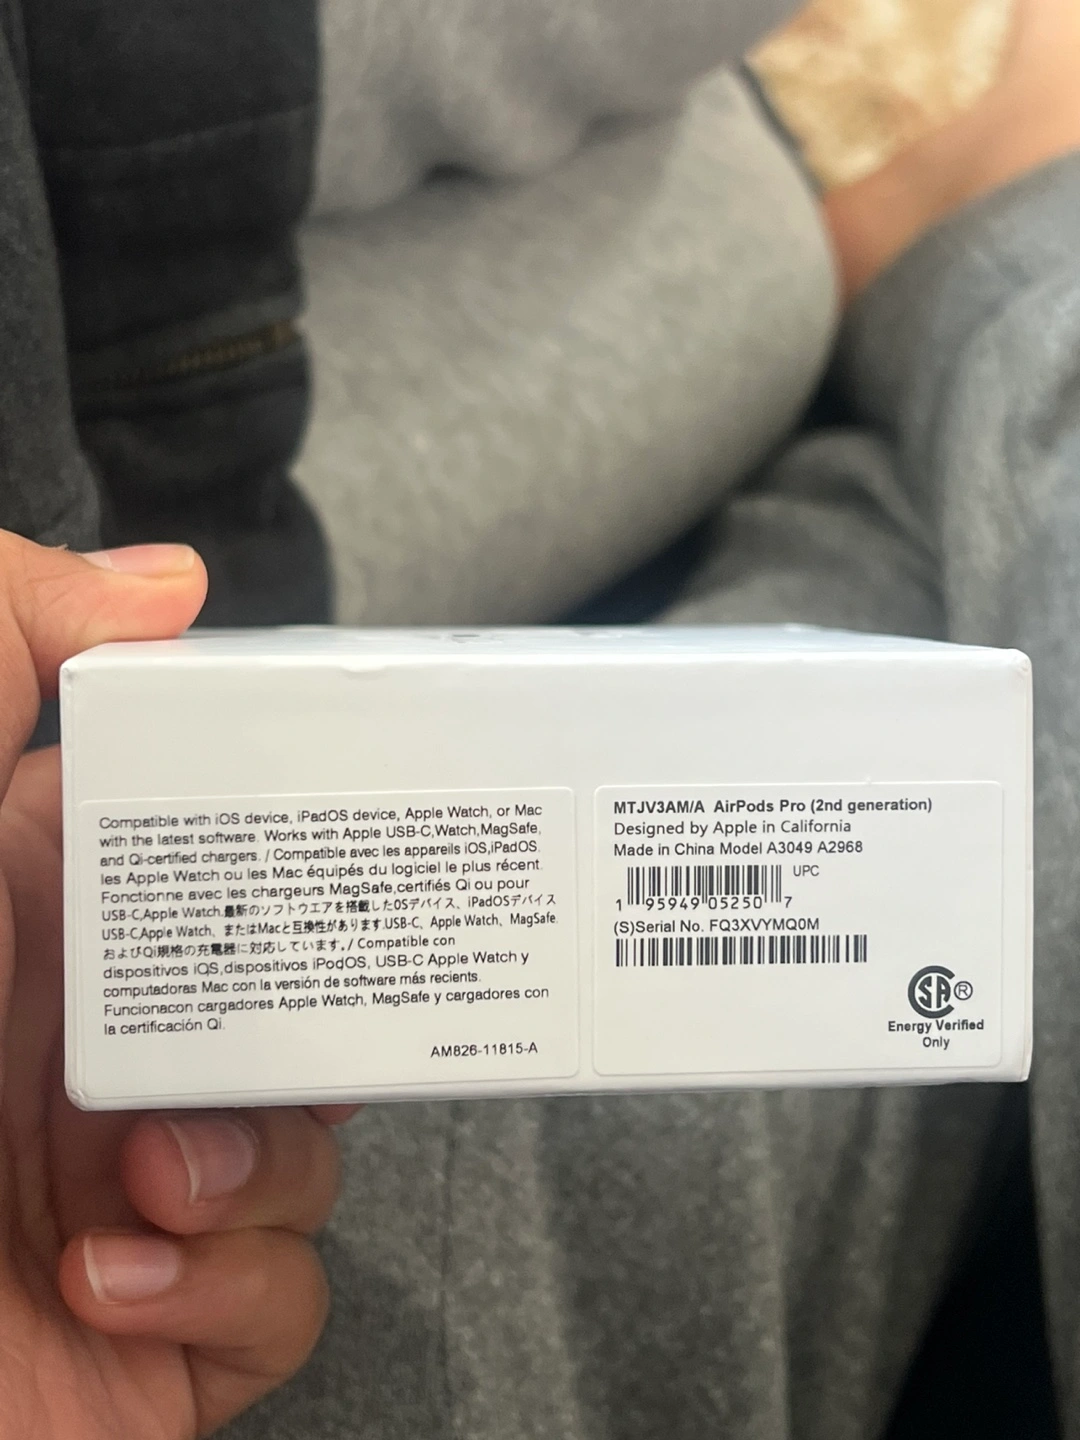 Compatible with iOS device, iPadOS device, Apple Watch, or Mac
with the latest software. Works with Apple USB-C,Watch,MagSafe,
and Qi-certified chargers. / Compatible avec les appareils iOS,iPadOS.
les Apple Watch ou les Mac équipés du logiciel le plus récent.
Fonctionne avec les chargeurs MagSafe,certifiés Qi ou pour
USB-C,Apple Watch.最新のソフトウエアを搭載したOSデバイス、iPadOSデバイス
USB-C,Apple Watch、またはMacと互換性があります.USB-C、Apple Watch、MagSafe.
およびQi規格の充電器に対応しています。/ Compatible con
dispositivos iOS,dispositivos iPodOS, USB-C Apple Watch y
computadoras Mac con la versión de software más recients.
Funcionacon cargadores Apple Watch, MagSafe y cargadores con
la certificación Qi.
AM826-11815-A
MTJV3AM/A AirPods Pro (2nd generation)
Designed by Apple in California
Made in China Model A3049 A2968
UPC
1 95949 05250 7
(S)Serial No. FQ3XVYMQ0M
SA ®
Energy Verified
Only